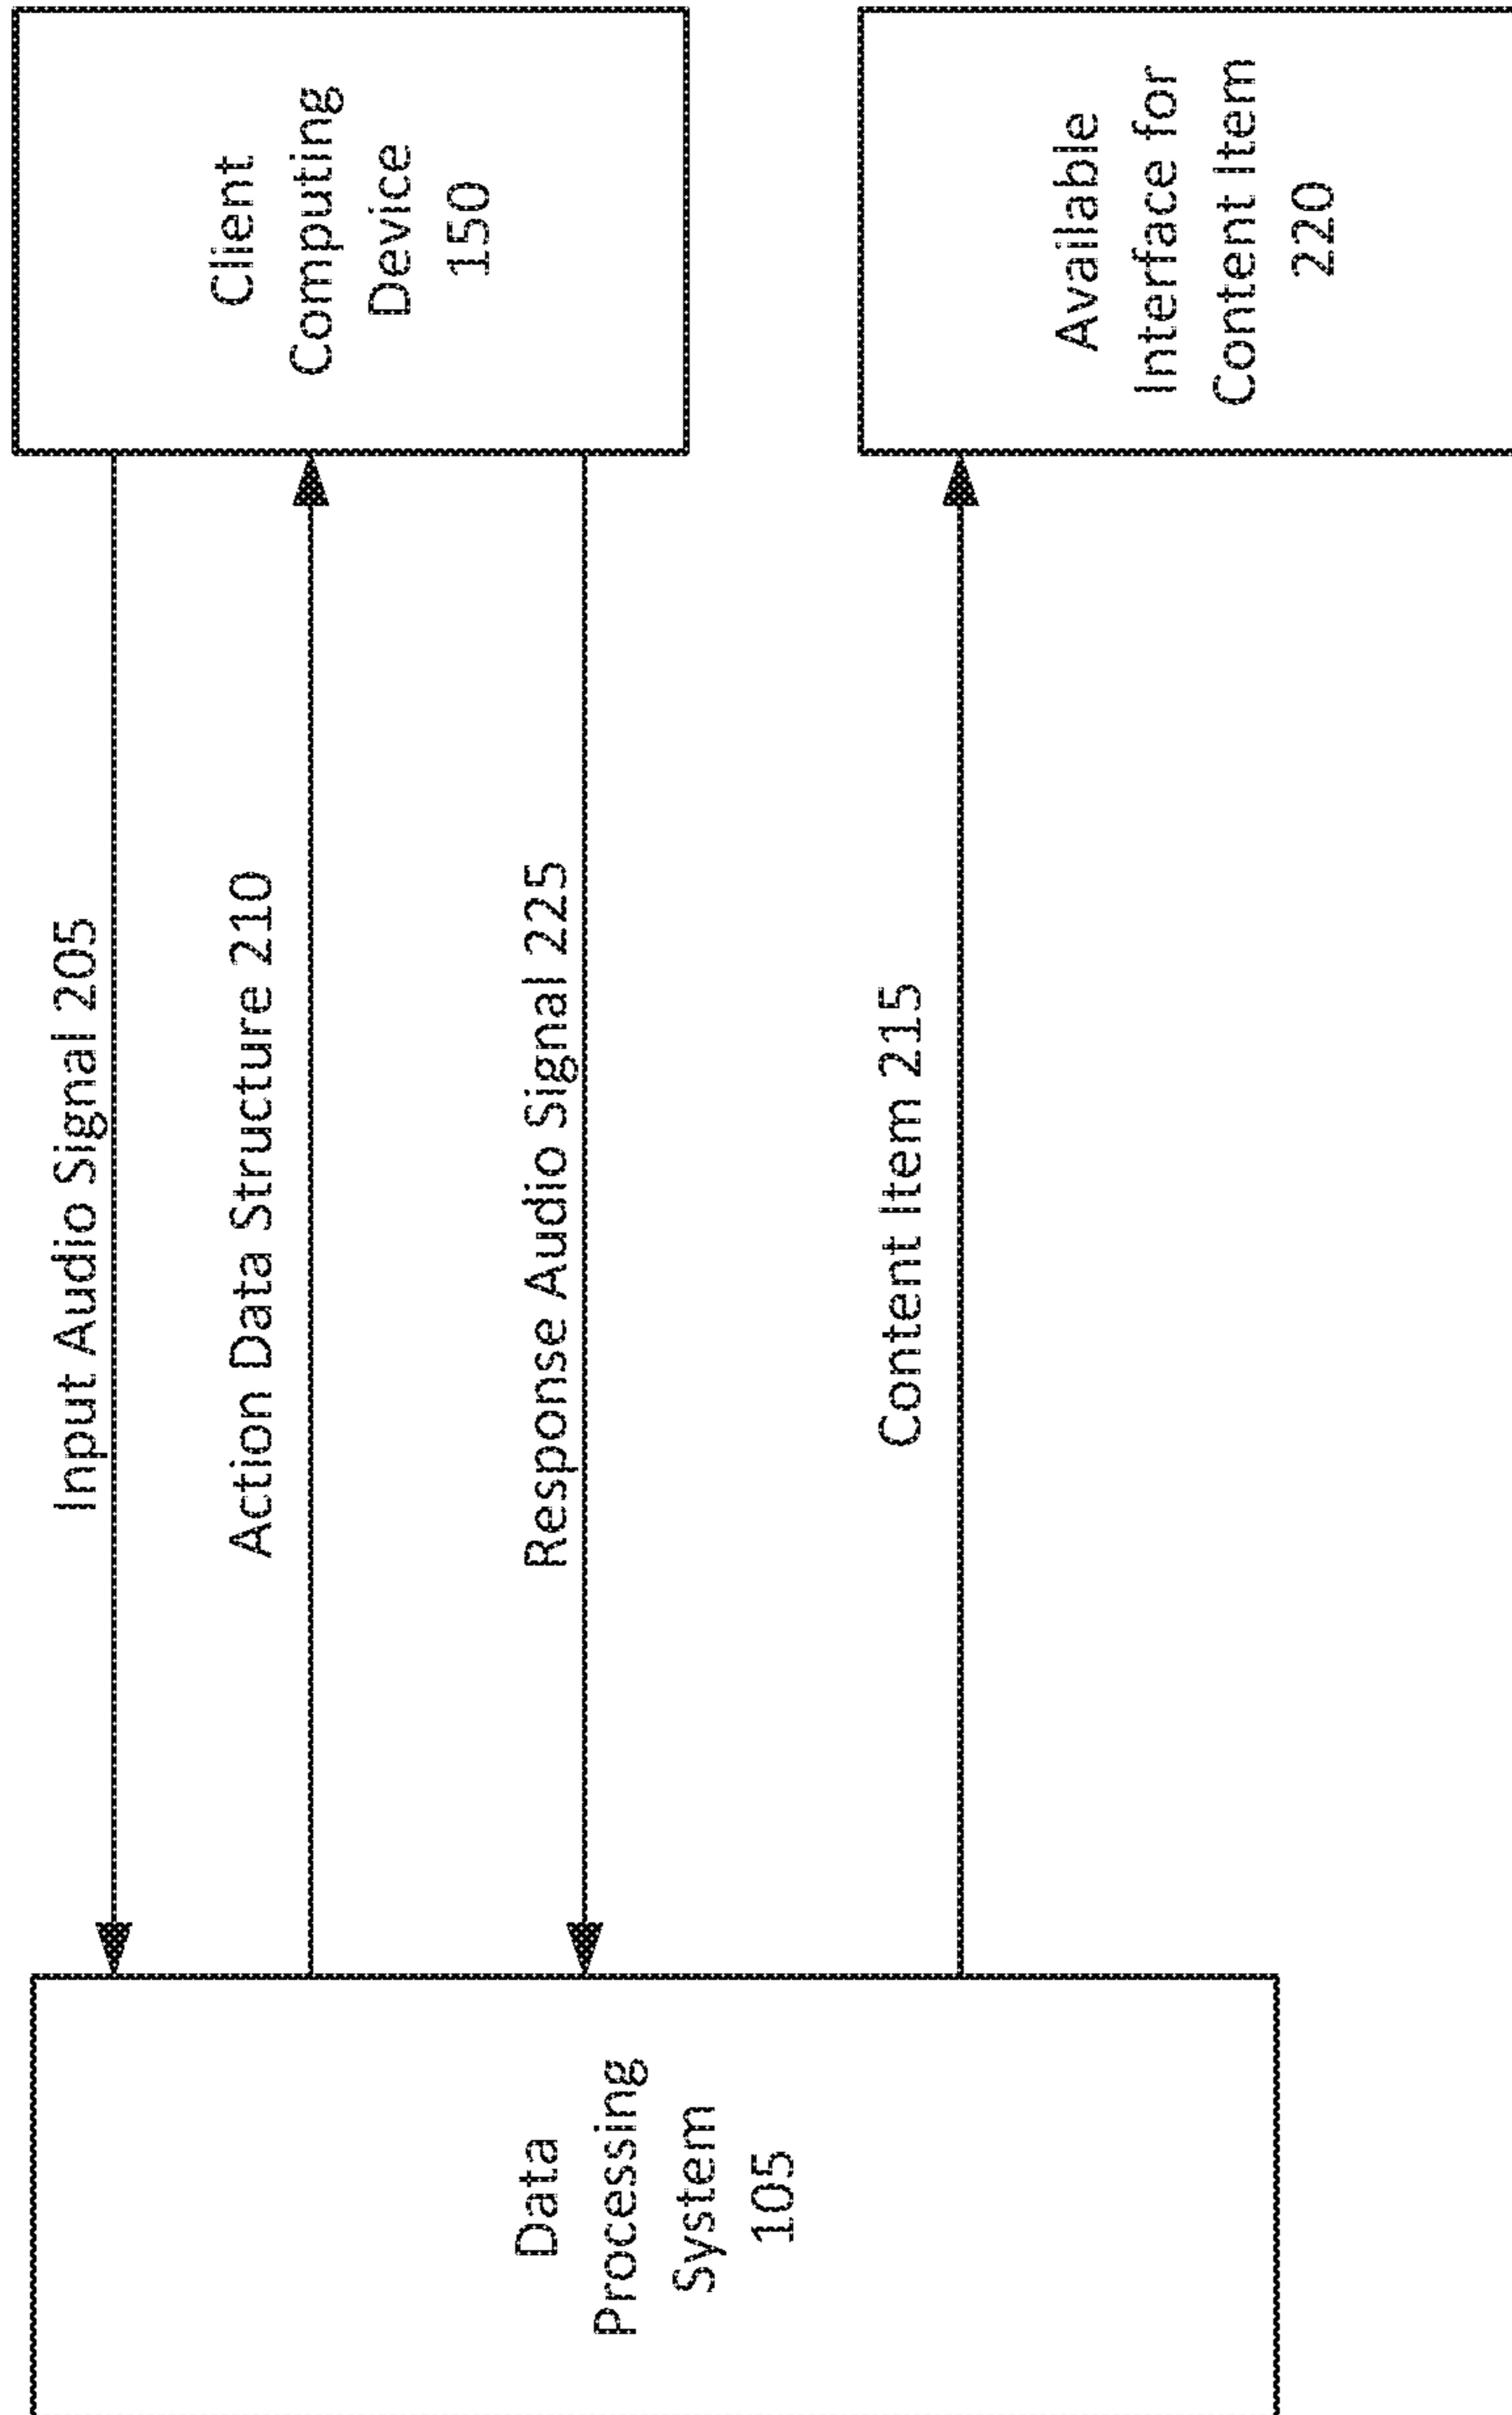 Data
Processing
System
105
Input Audio Signal 205
Action Data Structure 210
Response Audio Signal 225
Content Item 215
Client
Computing
Device
150
Available
Interface for
Content Item
220